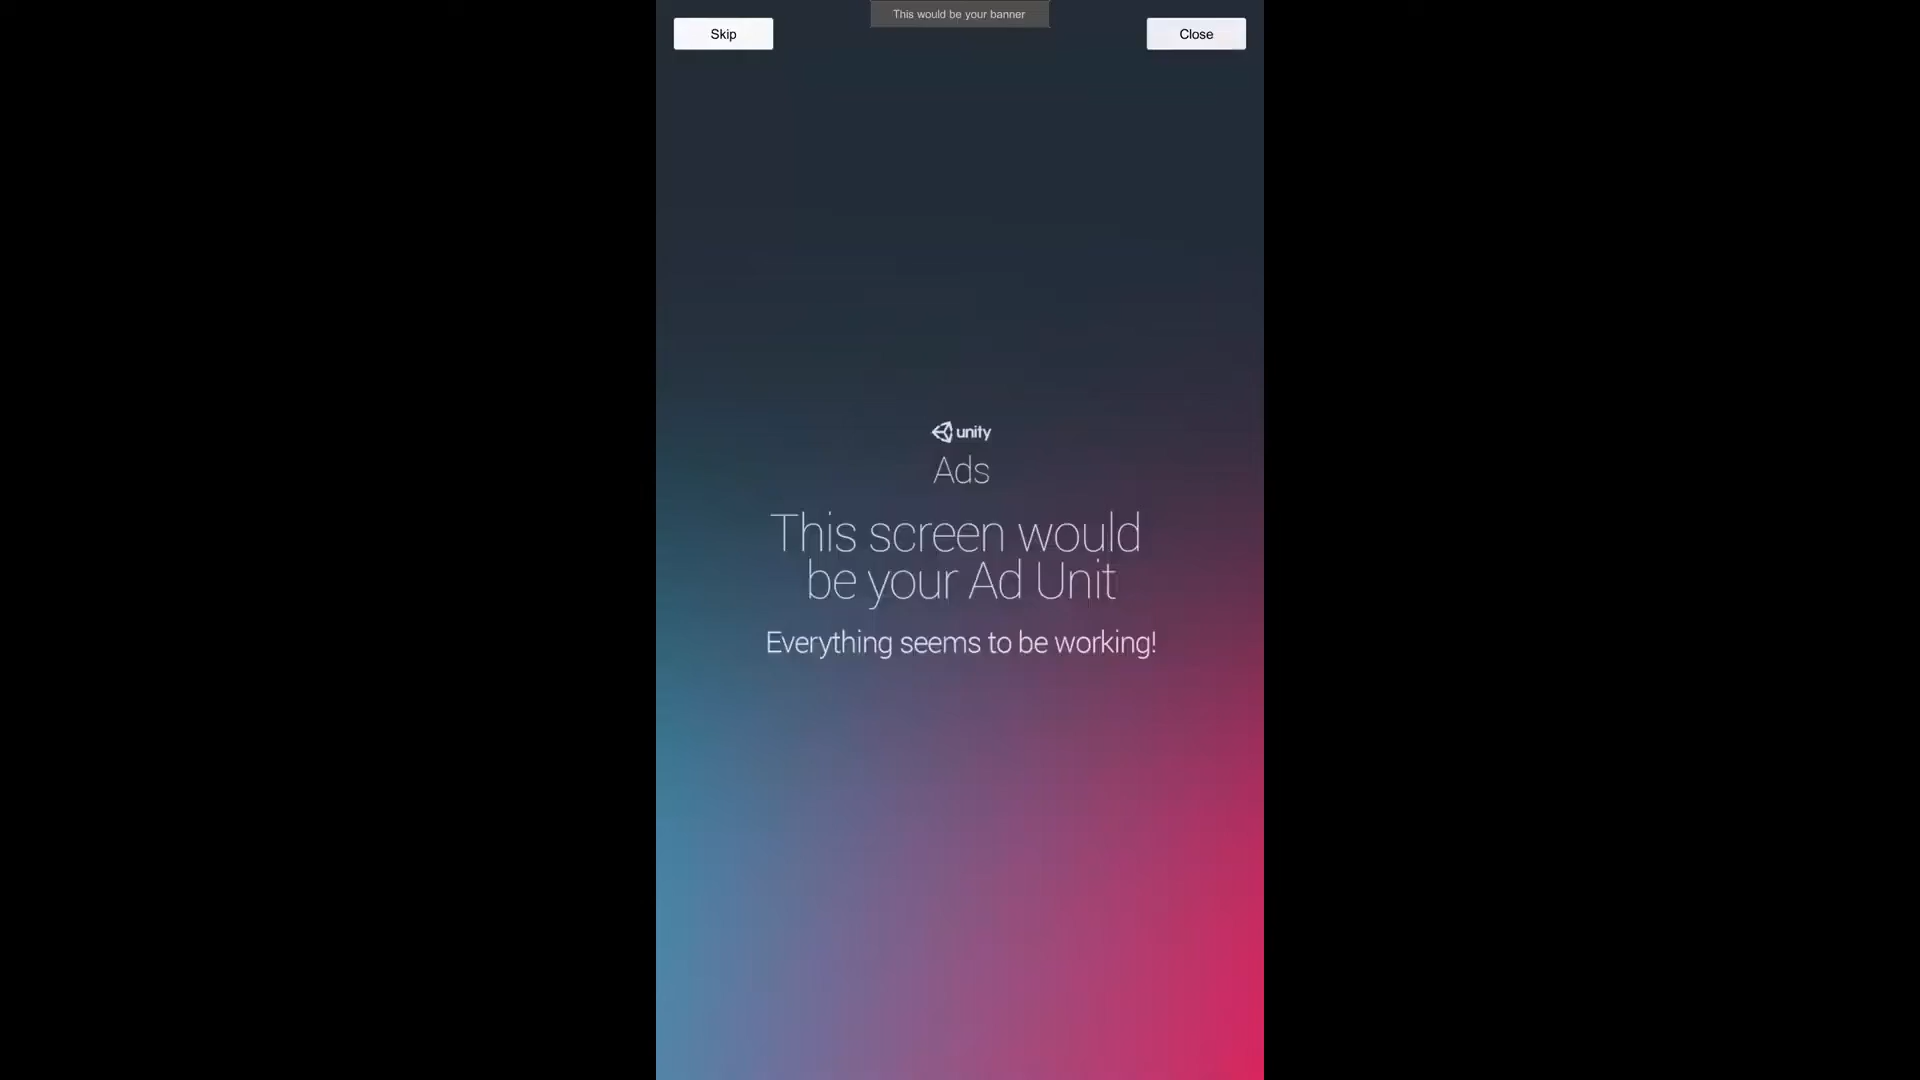 This would be your banner
Skip
Close
unity
Ads
This screen would
be your Ad Unit
Everything seems to be working!